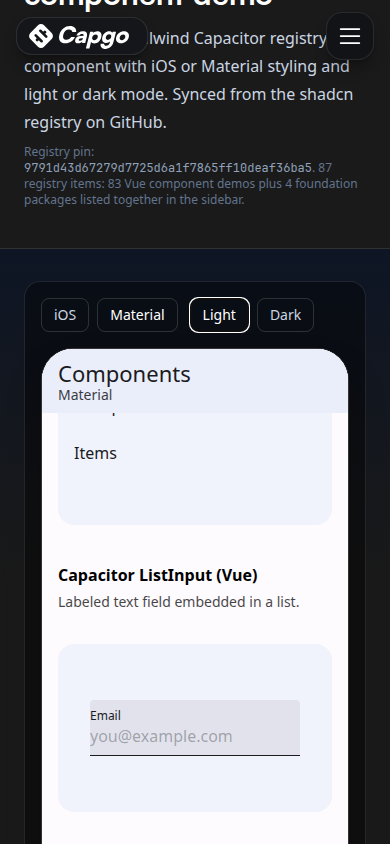 component demo
Capgo
lwind Capacitor registry
component with iOS or Material styling and
light or dark mode. Synced from the shadcn
registry on GitHub.
Registry pin:
9791d43d67279d7725d6a1f7865ff10deaf36ba5. 87
registry items: 83 Vue component demos plus 4 foundation
packages listed together in the sidebar.
iOS
Material
Light
Dark
Components
Material
Items
Capacitor ListInput (Vue)
Labeled text field embedded in a list.
Email
you@example.com